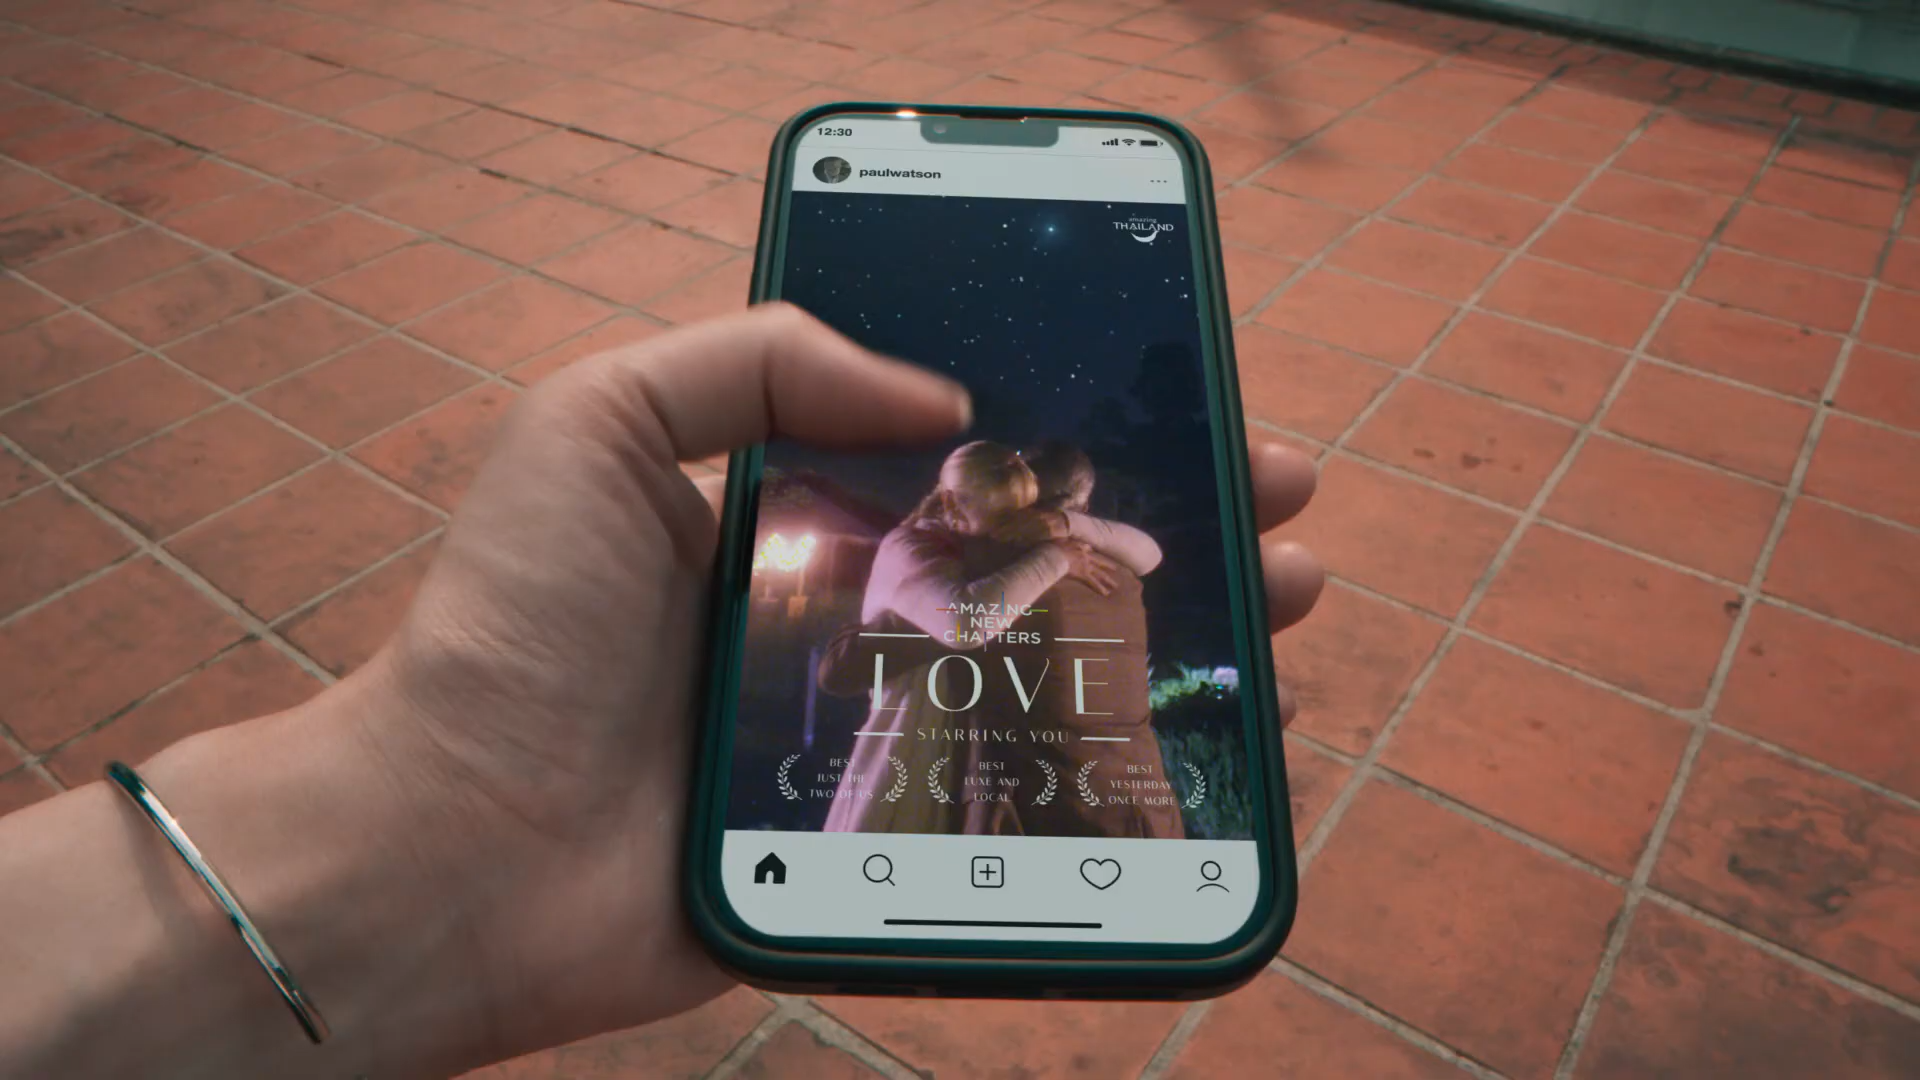 12:30
paulwatson
amazing
THAILAND
AMAZING
NEW
CHAPTERS
LOVE
STARRING YOU
BEST
JUST THE
TWO OF US
BEST
LUXE AND
LOCAL
BEST
YESTERDAY
ONCE MORE